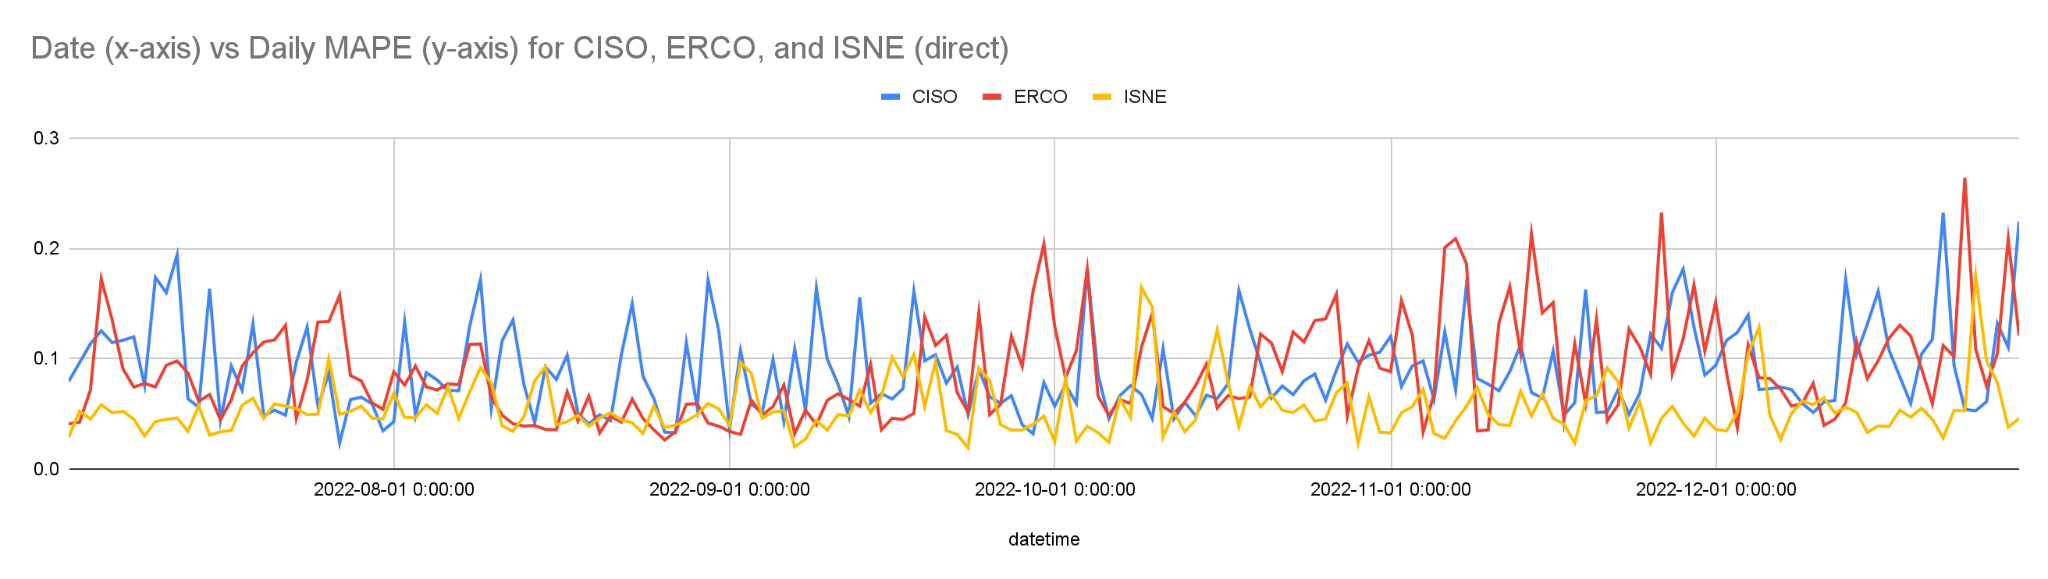 Date (x-axis) vs Daily MAPE (y-axis) for CISO, ERCO, and ISNE (direct)
CISO ERCO ISNE
0.3
0.2
0.1
0.0
2022-08-01 0:00:00 2022-09-01 0:00:00 2022-10-01 0:00:00 2022-11-01 0:00:00 2022-12-01 0:00:00
datetime